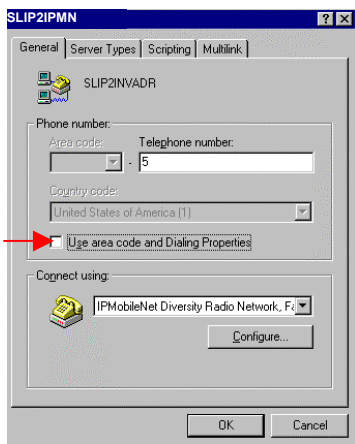 SLIP2IPMN
General Server Types Scripting Multilink
SLIP2INVADR
Phone number:
Area code: Telephone number:
- 5
Country code:
United States of America (1)
Use area code and Dialing Properties
Connect using:
IPMobileNet Diversity Radio Network, Fa
Configure...
OK Cancel